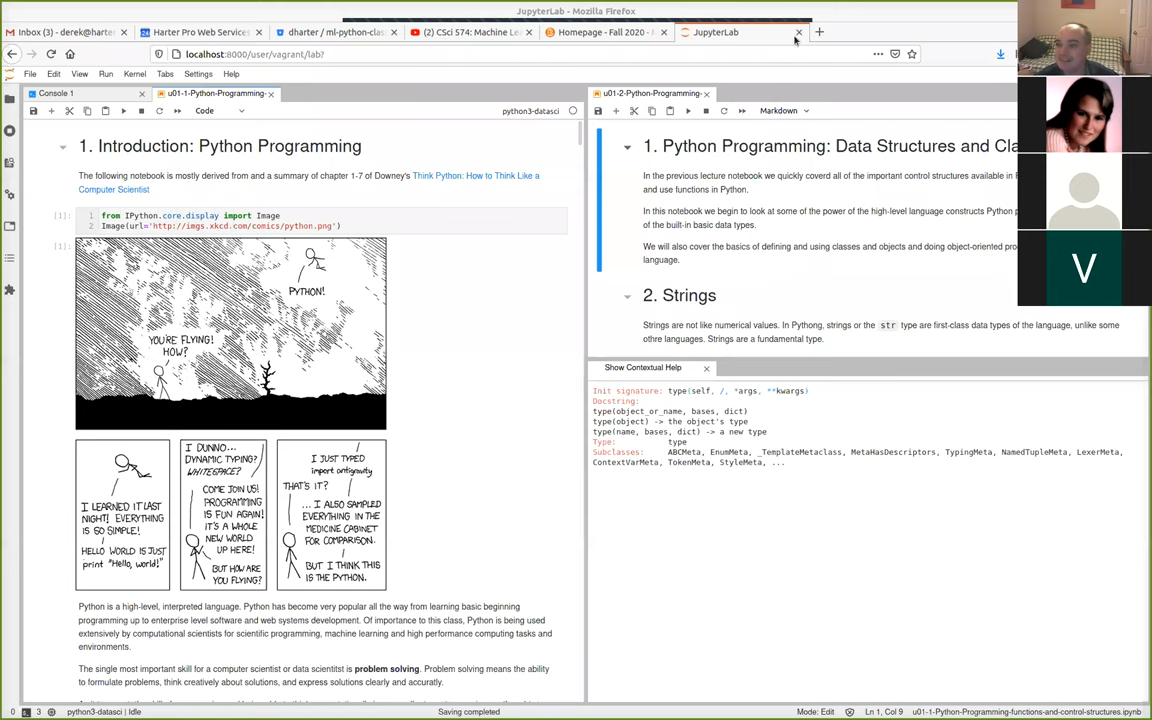 JupyterLab - Mozilla Firefox
Inbox (3) - derek@harter
Harter Pro Web Services
dharter / ml-python-clas
(2) CSci 574: Machine Le
Homepage - Fall 2020 -
JupyterLab
localhost:8000/user/vagrant/lab?
File Edit View Run Kernel Tabs Settings Help
Console 1
u01-1-Python-Programming-
Code
python3-datasci
1. Introduction: Python Programming
The following notebook is mostly derived from and a summary of chapter 1-7 of Downey's Think Python: How to Think Like a
Computer Scientist
[1]:
1 from IPython.core.display import Image
2 Image(url='http://imgs.xkcd.com/comics/python.png')
[1]:
PYTHON!
YOU'RE FLYING!
HOW?
I LEARNED IT LAST
NIGHT! EVERYTHING
IS SO SIMPLE!
HELLO WORLD IS JUST
print "Hello, world!"
I DUNNO...
DYNAMIC TYPING?
WHITESPACE?
COME JOIN US!
PROGRAMMING
IS FUN AGAIN!
IT'S A WHOLE
NEW WORLD
UP HERE!
BUT HOW ARE
YOU FLYING?
I JUST TYPED
import antigravity
THAT'S IT?
... I ALSO SAMPLED
EVERYTHING IN THE
MEDICINE CABINET
FOR COMPARISON.
BUT I THINK THIS
IS THE PYTHON.
Python is a high-level, interpreted language. Python has become very popular all the way from learning basic beginning
programming up to enterprise level software and web systems development. Of importance to this class, Python is being used
extensively by computational scientists for scientific programming, machine learning and high performance computing tasks and
environments.
The single most important skill for a computer scientist or data scientist is problem solving. Problem solving means the ability
to formulate problems, think creatively about solutions, and express solutions clearly and accurately.
u01-2-Python-Programming-
Markdown
1. Python Programming: Data Structures and Cla
In the previous lecture notebook we quickly coverd all of the important control structures available in
and use functions in Python.
In this notebook we begin to look at some of the power of the high-level language constructs Python p
of the built-in basic data types.
We will also cover the basics of defining and using classes and objects and doing object-oriented pro
language.
2. Strings
Strings are not like numerical values. In Pythong, strings or the str type are first-class data types of the language, unlike some
othre languages. Strings are a fundamental type.
Show Contextual Help
Init signature: type(self, /, *args, **kwargs)
Docstring:
type(object_or_name, bases, dict)
type(object) -> the object's type
type(name, bases, dict) -> a new type
Type: type
Subclasses: ABCMeta, EnumMeta, _TemplateMetaclass, MetaHasDescriptors, TypingMeta, NamedTupleMeta, LexerMeta,
ContextVarMeta, TokenMeta, StyleMeta, ...
V
0 3 python3-datasci | Idle
Saving completed
Mode: Edit
Ln 1, Col 9
u01-1-Python-Programming-functions-and-control-structures.ipynb